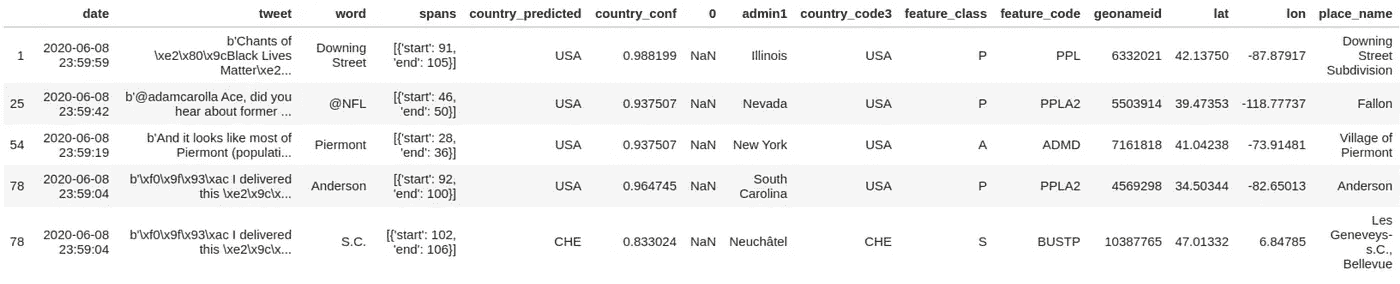 date tweet word spans country_predicted country_conf 0 admin1 country_code3 feature_class feature_code geonameid lat lon place_name
1 2020-06-08 23:59:59 b'Chants of \xe2\x80\x9cBlack Lives Matter\xe2... Downing Street [{'start': 91, 'end': 105}] USA 0.988199 NaN Illinois USA P PPL 6332021 42.13750 -87.87917 Downing Street Subdivision
25 2020-06-08 23:59:42 b'@adamcarolla Ace, did you hear about former ... @NFL [{'start': 46, 'end': 50}] USA 0.937507 NaN Nevada USA P PPLA2 5503914 39.47353 -118.77737 Fallon
54 2020-06-08 23:59:19 b'And it looks like most of Piermont (populati... Piermont [{'start': 28, 'end': 36}] USA 0.937507 NaN New York USA A ADMD 7161818 41.04238 -73.91481 Village of Piermont
78 2020-06-08 23:59:04 b'\xf0\x9f\x93\xac I delivered this \xe2\x9c\x... Anderson [{'start': 92, 'end': 100}] USA 0.964745 NaN South Carolina USA P PPLA2 4569298 34.50344 -82.65013 Anderson
78 2020-06-08 23:59:04 b'\xf0\x9f\x93\xac I delivered this \xe2\x9c\x... S.C. [{'start': 102, 'end': 106}] CHE 0.833024 NaN Neuchâtel CHE S BUSTP 10387765 47.01332 6.84785 Les Geneveys-s.C., Bellevue